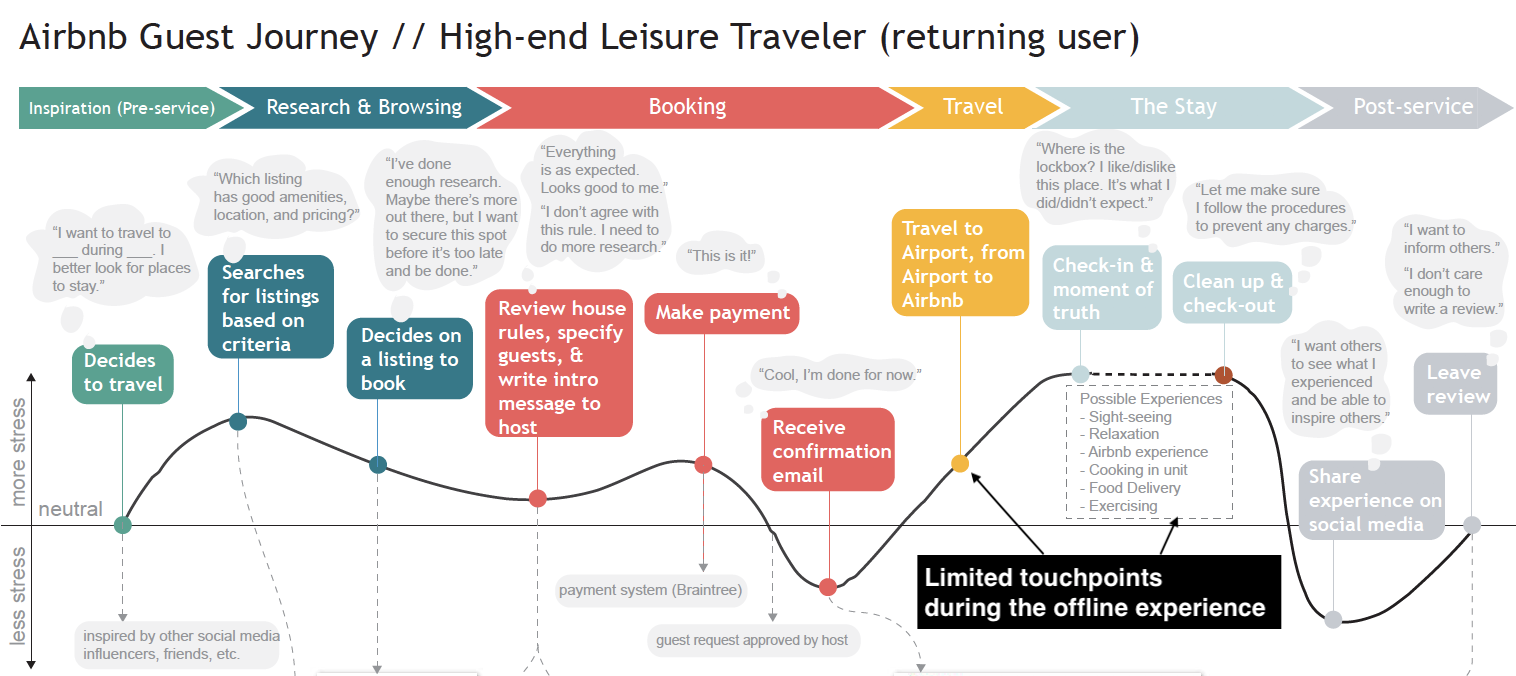 Airbnb Guest Journey // High-end Leisure Traveler (returning user)
Inspiration (Pre-service)
Research & Browsing
Booking
Travel
The Stay
Post-service
“I want to travel to
___ during ___. I
better look for places
to stay.”
Decides
to travel
“Which listing
has good amenities,
location, and pricing?”
Searches
for listings
based on
criteria
“I’ve done
enough research.
Maybe there’s more
out there, but I want
to secure this spot
before it’s too late
and be done.”
Decides on
a listing to
book
“Everything
is as expected.
Looks good to me.”
“I don’t agree with
this rule. I need to
do more research.”
Review house
rules, specify
guests, &
write intro
message to
host
“This is it!”
Make payment
“Cool, I’m done for now.”
Receive
confirmation
email
Travel to
Airport, from
Airport to
Airbnb
“Where is the
lockbox? I like/dislike
this place. It’s what I
did/didn’t expect.”
Check-in &
moment of
truth
“Let me make sure
I follow the procedures
to prevent any charges.”
Clean up &
check-out
Possible Experiences
- Sight-seeing
- Relaxation
- Airbnb experience
- Cooking in unit
- Food Delivery
- Exercising
“I want others
to see what I
experienced
and be able to
inspire others.”
Share
experience on
social media
“I want to
inform others.”
“I don’t care
enough to
write a review.”
Leave
review
more stress
neutral
less stress
inspired by other social media
influencers, friends, etc.
payment system (Braintree)
guest request approved by host
Limited touchpoints
during the offline experience